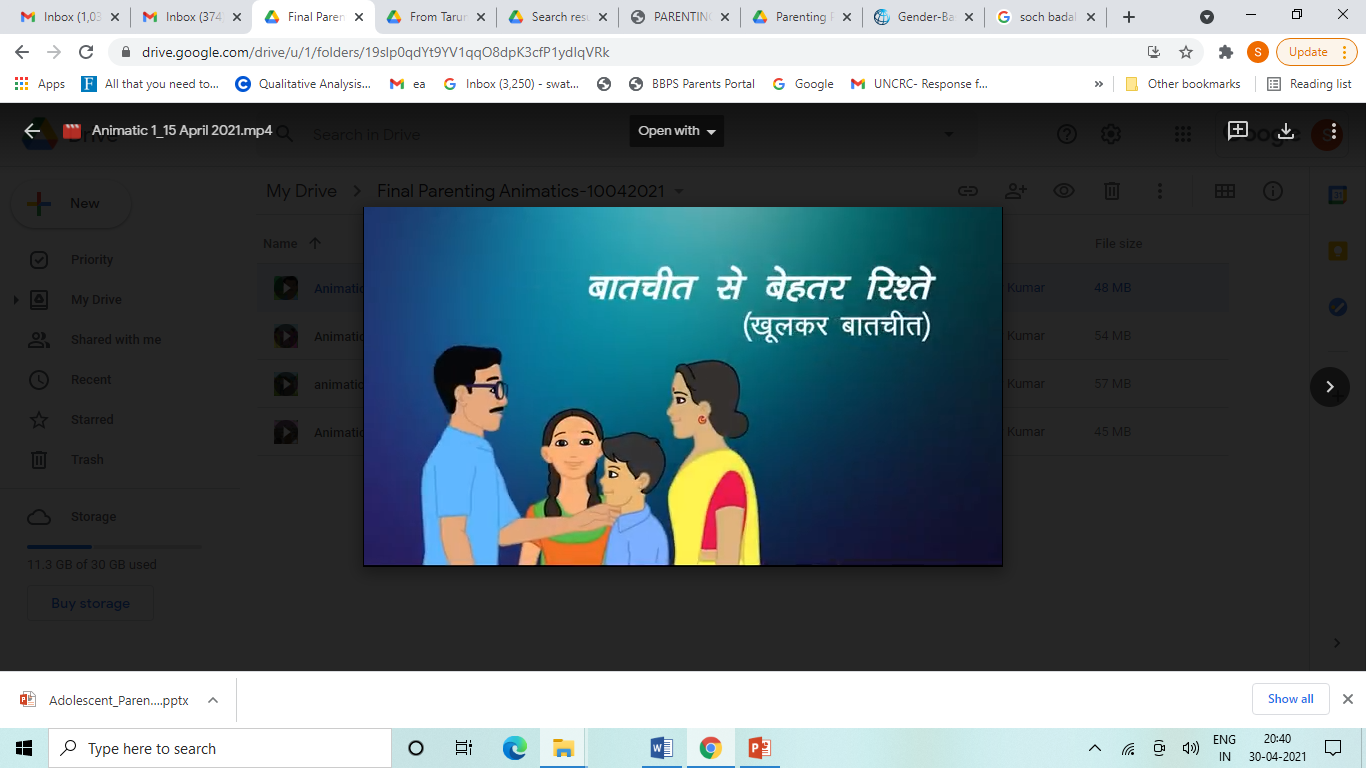 Inbox (1,03
Inbox (374
Final Paren
From Tarun
Search res
PARENTING
Parenting
Gender-Ba
soch badal
drive.google.com/drive/u/1/folders/19slp0qdYt9YV1qqO8dpK3cfP1ydIqVRk
S
Update
Apps
All that you need to...
Qualitative Analysis...
ea
Inbox (3,250) - swat...
BBPS Parents Portal
Google
UNCRC- Response f...
»
Other bookmarks
Reading list
Animatic 1_15 April 2021.mp4
Search in Drive
Open with
Google
S
New
My Drive > Final Parenting Animatics-10042021
Name
File size
Priority
My Drive
Shared with me
Recent
Starred
Trash
Storage
11.3 GB of 30 GB used
Buy storage
Animatic
Kumar
48 MB
Animatic
Kumar
54 MB
animatic
Kumar
57 MB
Animatic
Kumar
45 MB
बातचीत से बेहतर रिश्ते
(खूलकर बातचीत)
Adolescent_Paren....pptx
Show all
Type here to search
ENG
IN
20:40
30-04-2021